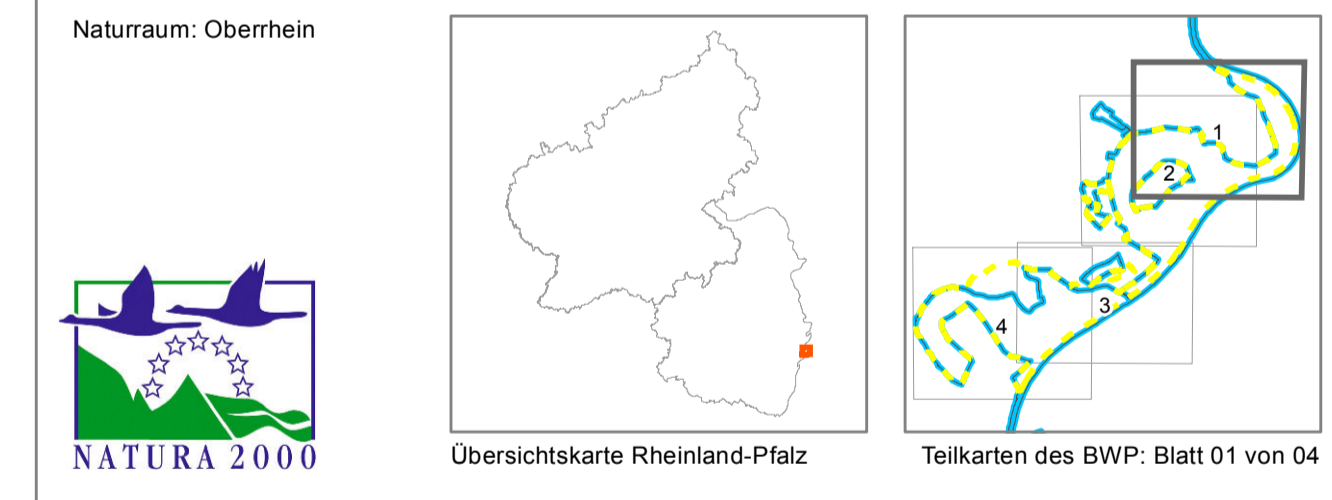 Naturraum: Oberrhein
1
2
3
4
NATURA 2000
Übersichtskarte Rheinland-Pfalz
Teilkarten des BWP: Blatt 01 von 04